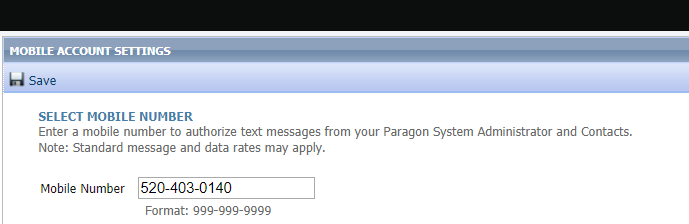 MOBILE ACCOUNT SETTINGS
Save
SELECT MOBILE NUMBER
Enter a mobile number to authorize text messages from your Paragon System Administrator and Contacts.
Note: Standard message and data rates may apply.
Mobile Number 520-403-0140
Format: 999-999-9999